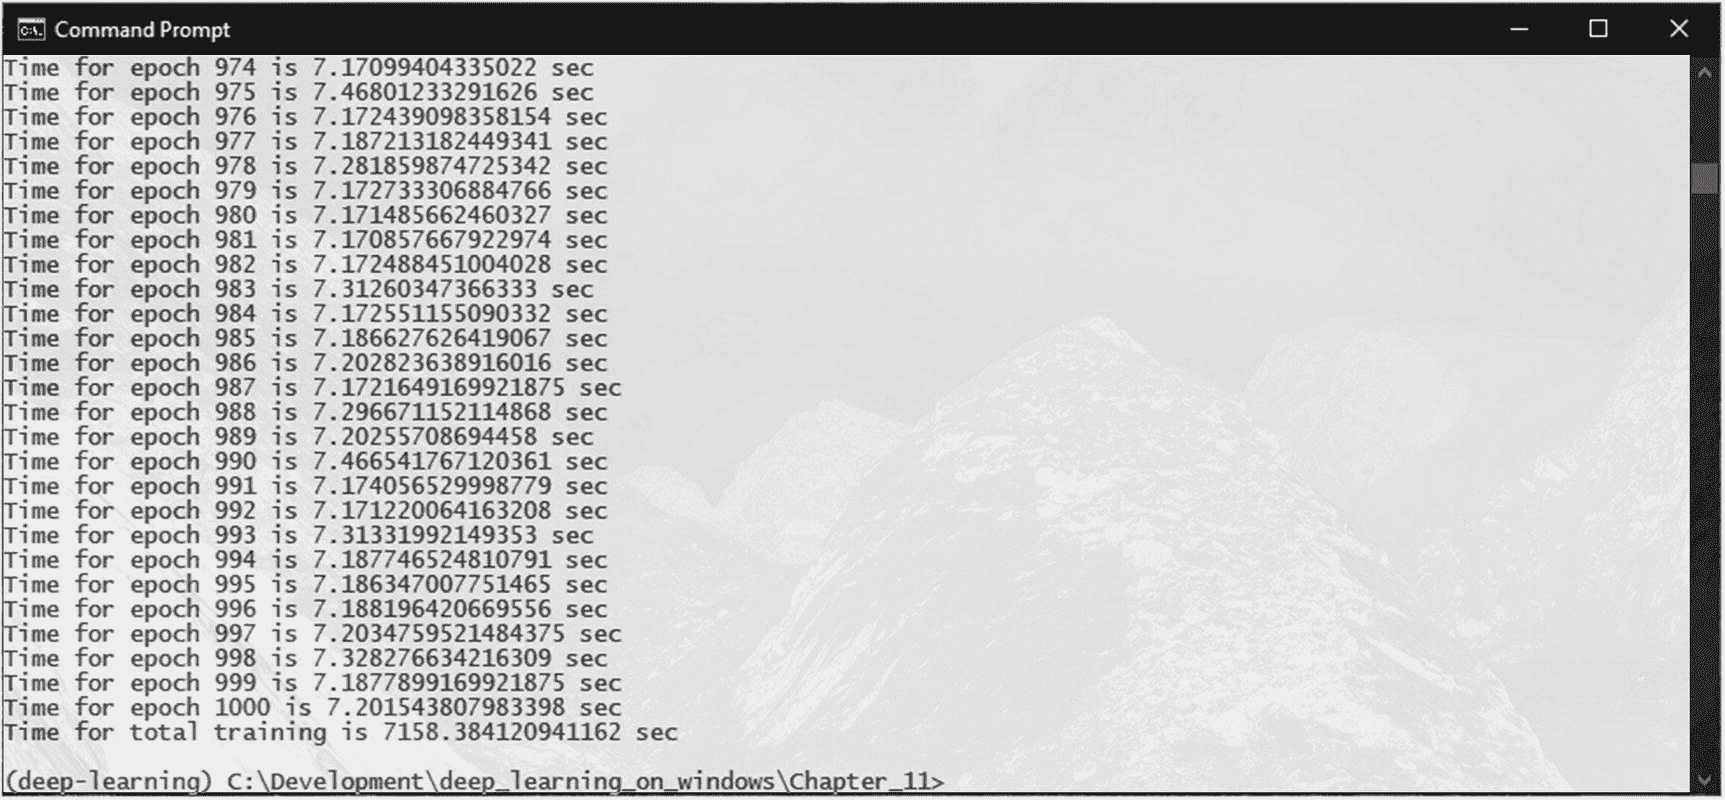 Command Prompt
Time for epoch 974 is 7.17099404335022 sec
Time for epoch 975 is 7.46801233291626 sec
Time for epoch 976 is 7.172439098358154 sec
Time for epoch 977 is 7.187213182449341 sec
Time for epoch 978 is 7.281859874725342 sec
Time for epoch 979 is 7.172733306884766 sec
Time for epoch 980 is 7.171485662460327 sec
Time for epoch 981 is 7.170857667922974 sec
Time for epoch 982 is 7.172488451004028 sec
Time for epoch 983 is 7.31260347366333 sec
Time for epoch 984 is 7.172551155090332 sec
Time for epoch 985 is 7.186627626419067 sec
Time for epoch 986 is 7.202823638916016 sec
Time for epoch 987 is 7.1721649169921875 sec
Time for epoch 988 is 7.296671152114868 sec
Time for epoch 989 is 7.20255708694458 sec
Time for epoch 990 is 7.466541767120361 sec
Time for epoch 991 is 7.174056529998779 sec
Time for epoch 992 is 7.171220064163208 sec
Time for epoch 993 is 7.31331992149353 sec
Time for epoch 994 is 7.187746524810791 sec
Time for epoch 995 is 7.186347007751465 sec
Time for epoch 996 is 7.188196420669556 sec
Time for epoch 997 is 7.2034759521484375 sec
Time for epoch 998 is 7.328276634216309 sec
Time for epoch 999 is 7.1877899169921875 sec
Time for epoch 1000 is 7.201543807983398 sec
Time for total training is 7158.384120941162 sec
(deep-learning) C:\Development\deep_learning_on_windows\Chapter_11>